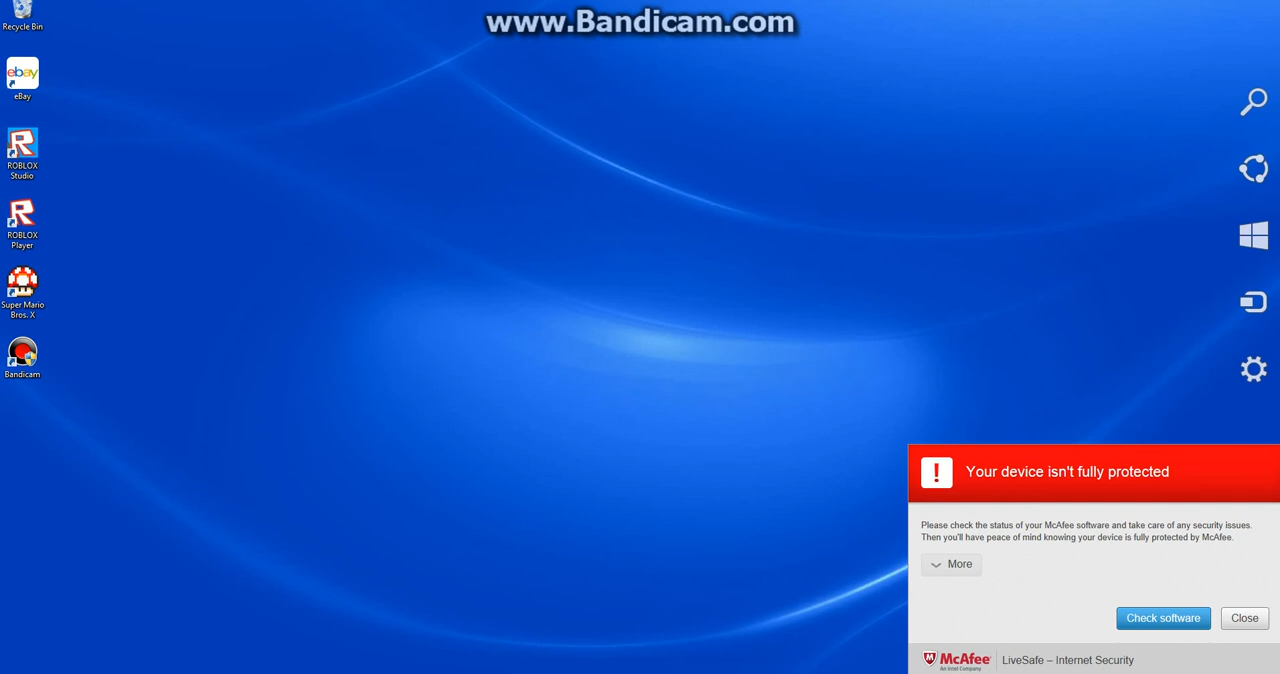 www.Bandicam.com
Recycle Bin
ebay
eBay
ROBLOX
Studio
ROBLOX
Player
Super Mario
Bros. X
Bandicam
! Your device isn't fully protected
Please check the status of your McAfee software and take care of any security issues.
Then you'll have peace of mind knowing your device is fully protected by McAfee.
More
Check software
Close
McAfee
An Intel Company
LiveSafe – Internet Security